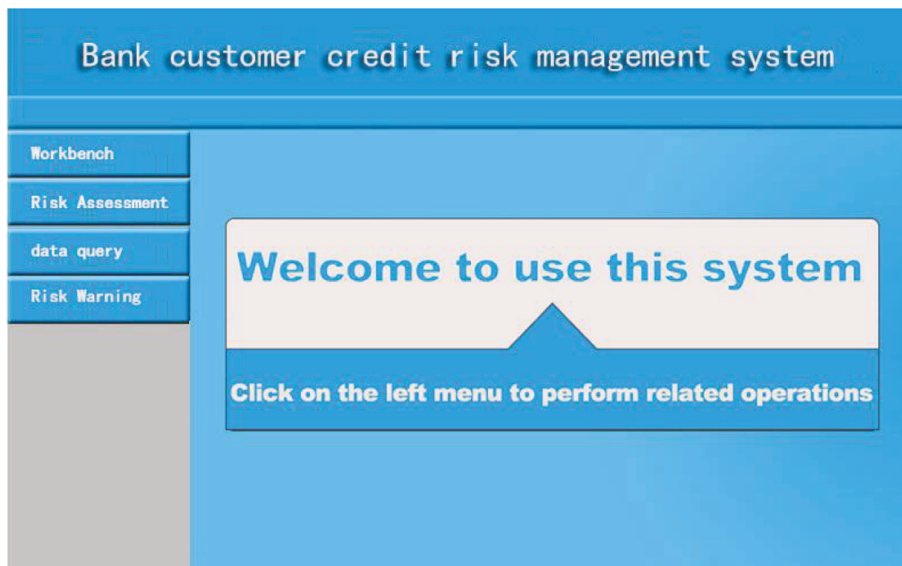 Bank customer credit risk management system
Workbench
Risk Assessment
data query
Risk Warning
Welcome to use this system
Click on the left menu to perform related operations